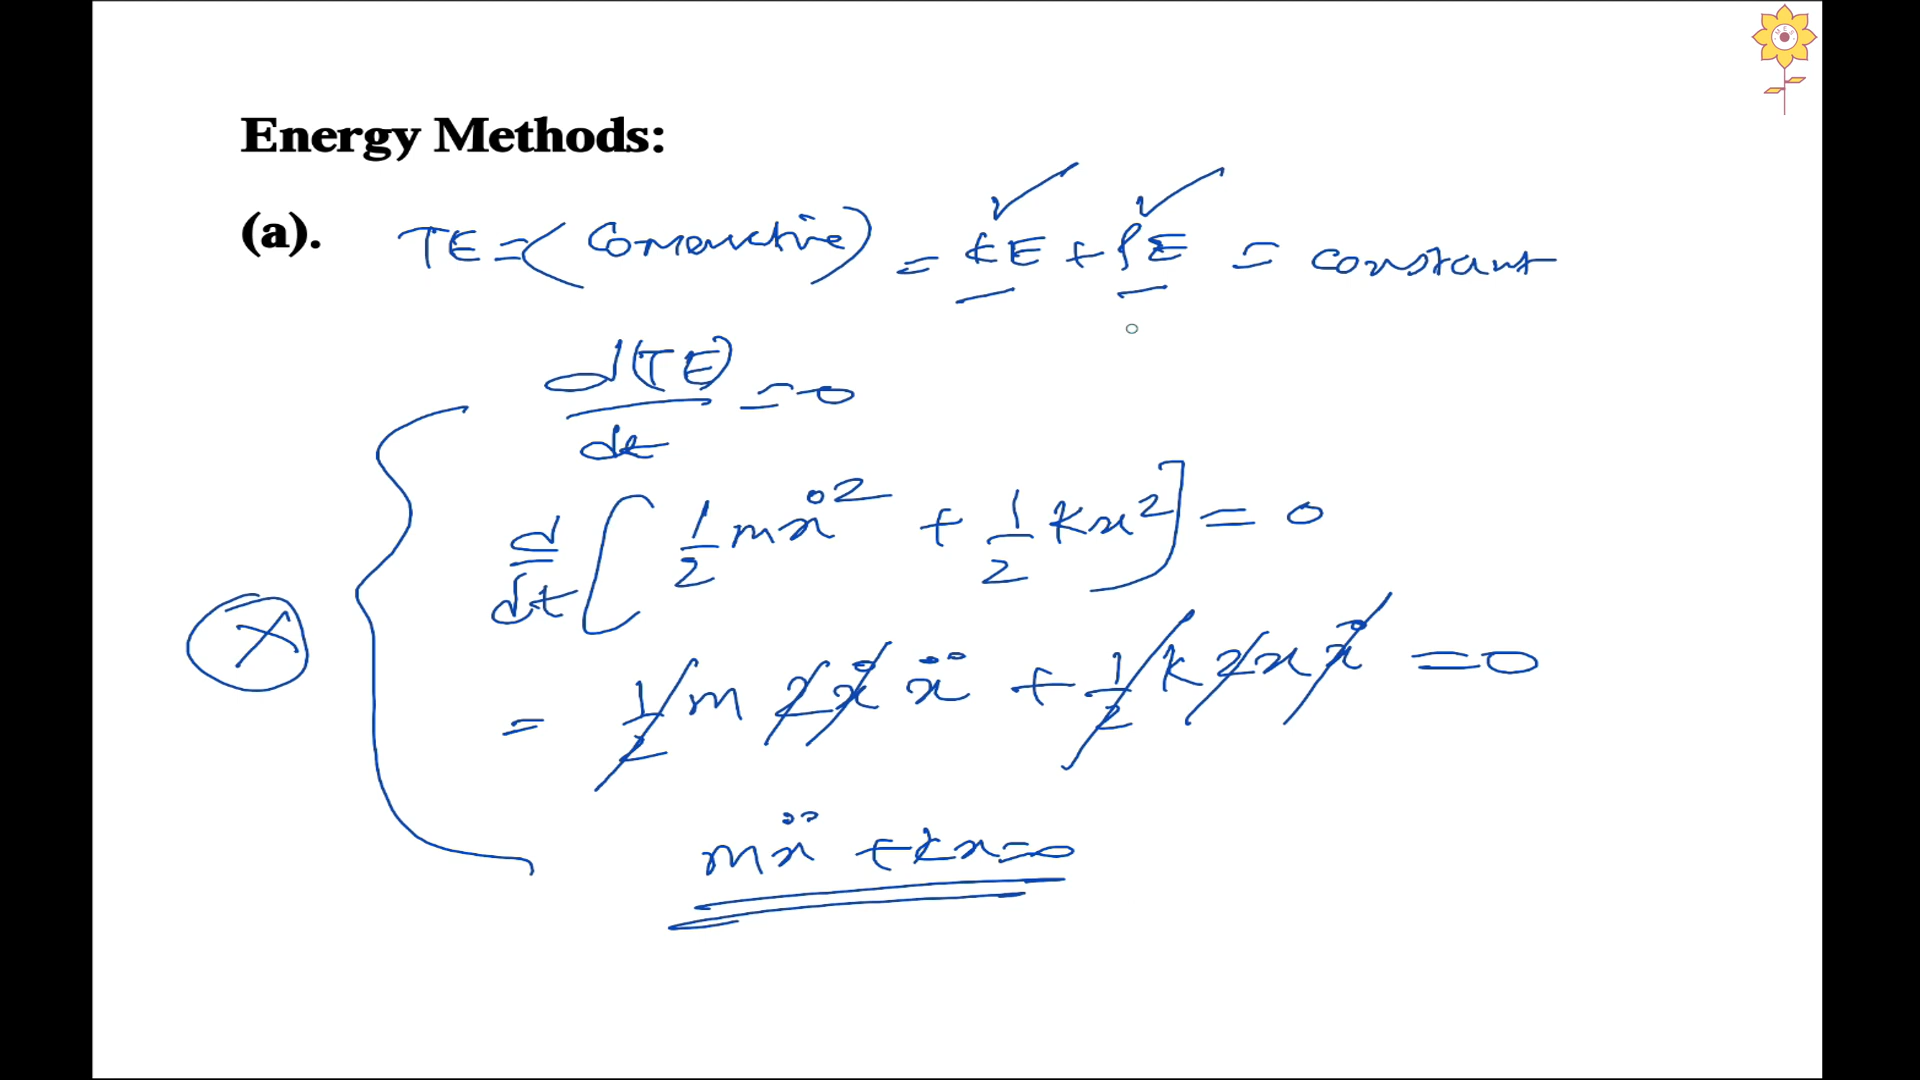 Energy Methods:
(a). TE = (Conservative) = KE + PE = constant
d(TE)/dt = 0
d/dt [ 1/2 mẋ² + 1/2 kx² ] = 0
= 1/2 m 2ẋ ẍ + 1/2 k 2x ẋ = 0
X
mẍ + kx = 0